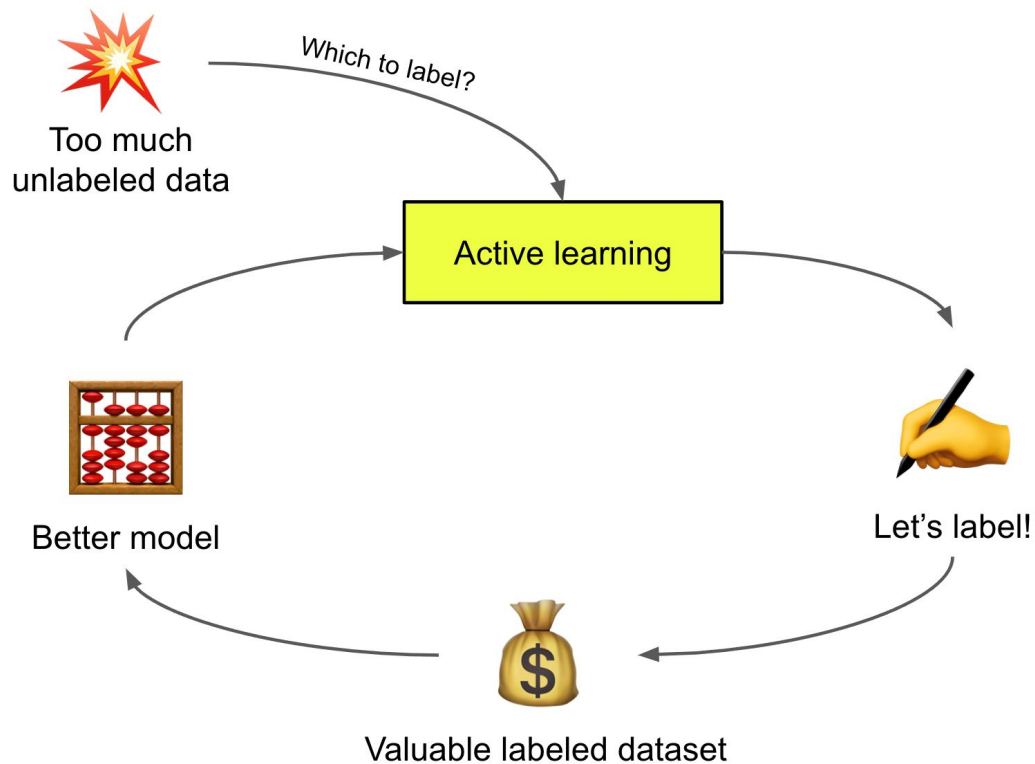 Which to label?
Too much
unlabeled data
Active learning
Better model
Let’s label!
$
Valuable labeled dataset